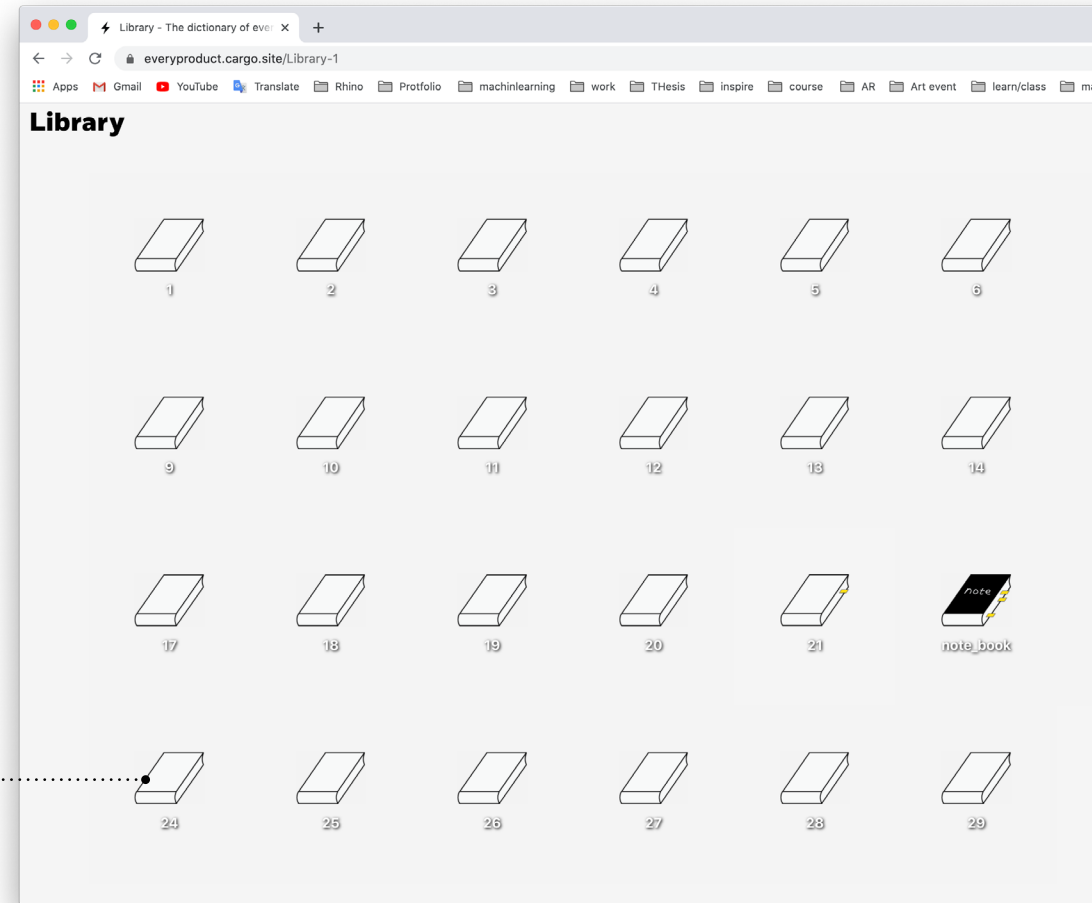 Library - The dictionary of ever
everyproduct.cargo.site/Library-1
Apps Gmail YouTube Translate Rhino Protfolio machinlearning work THesis inspire course AR Art event learn/class ma
Library
1 2 3 4 5 6
9 10 11 12 13 14
note
17 18 19 20 21 note_book
24 25 26 27 28 29